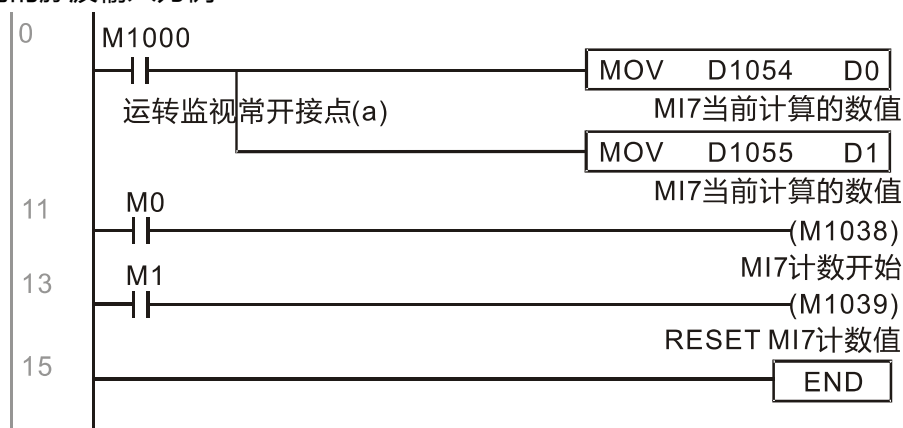 0
M1000
MOV D1054 D0
运转监视常开接点(a)
MI7当前计算的数值
MOV D1055 D1
MI7当前计算的数值
11
M0
(M1038)
MI7计数开始
13
M1
(M1039)
RESET MI7计数值
15
END